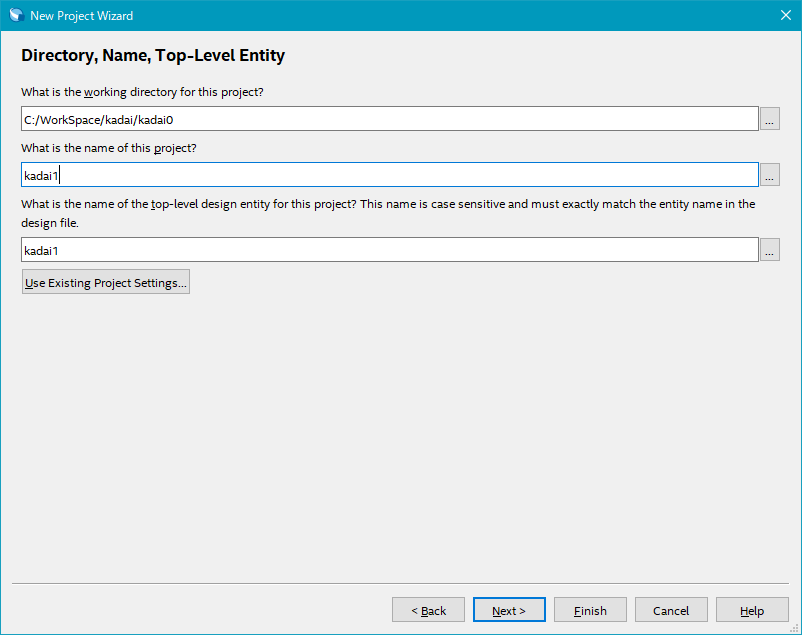 New Project Wizard
Directory, Name, Top-Level Entity
What is the working directory for this project?
C:/WorkSpace/kadai/kadai0
...
What is the name of this project?
kadai1
...
What is the name of the top-level design entity for this project? This name is case sensitive and must exactly match the entity name in the
design file.
kadai1
...
Use Existing Project Settings...
< Back
Next >
Finish
Cancel
Help